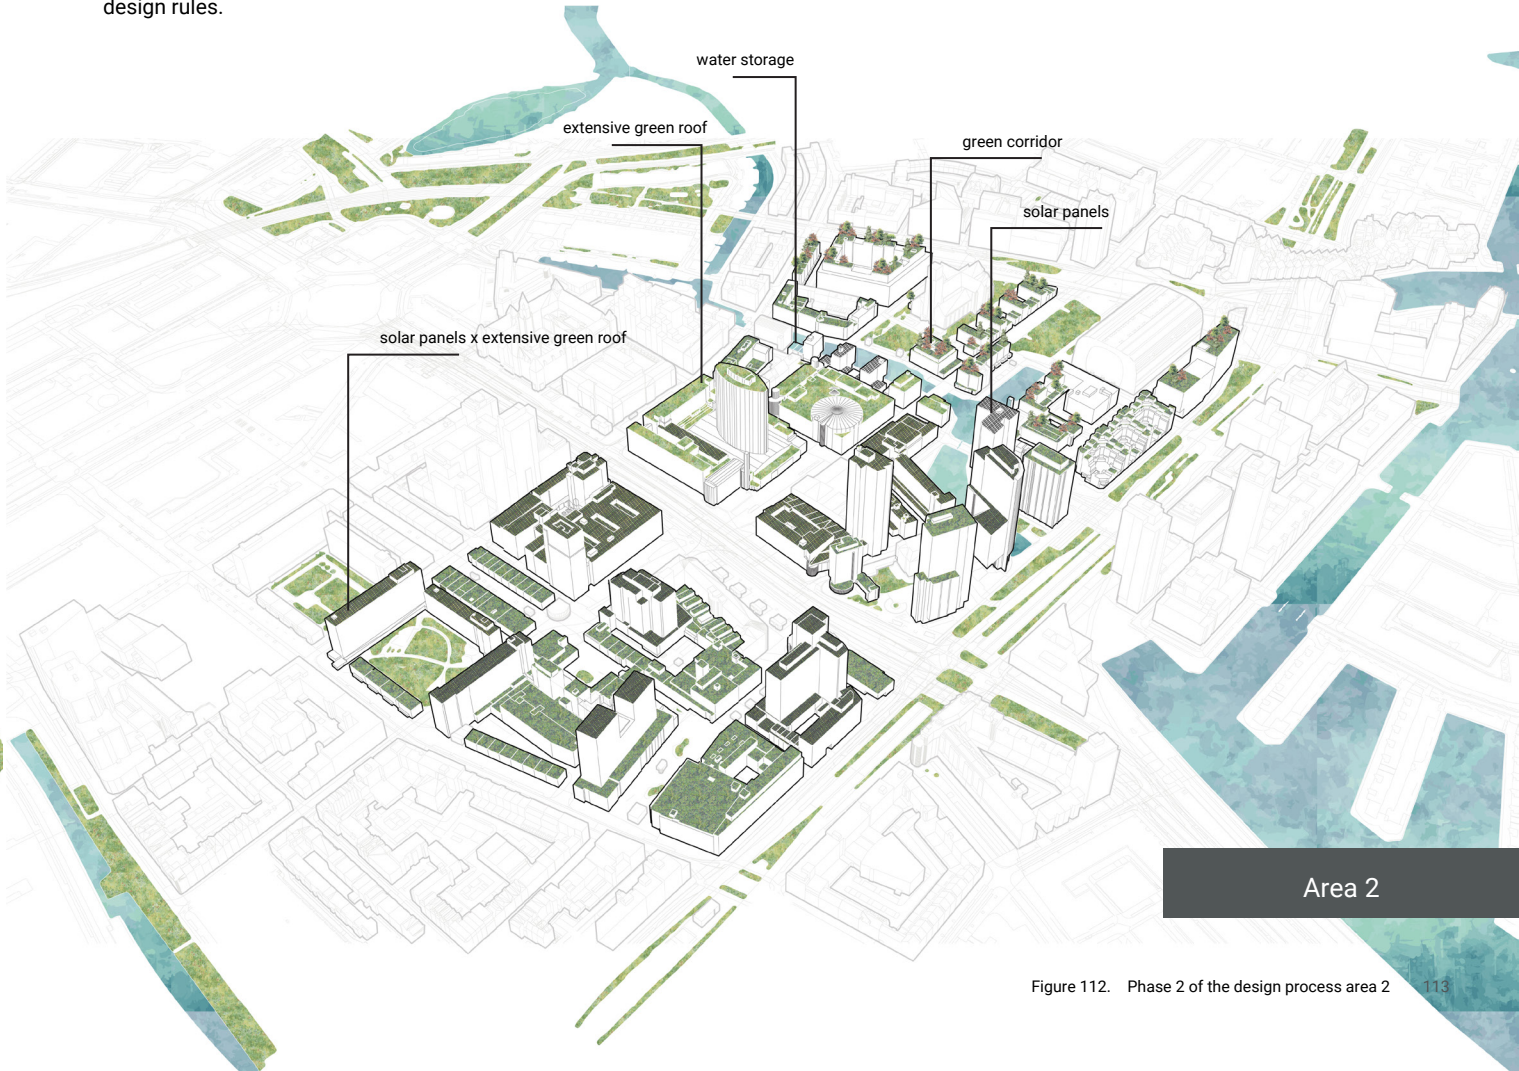 design rules.
water storage
extensive green roof
green corridor
solar panels
solar panels x extensive green roof
Area 2
Figure 112. Phase 2 of the design process area 2
113